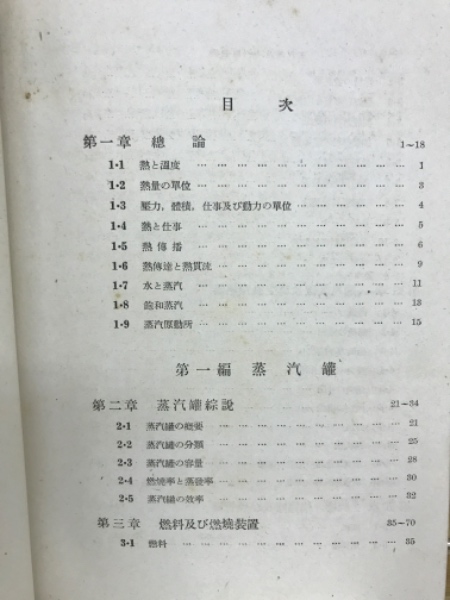 目 次
第一章 總論 1~18
1·1 熱と溫度 … 1
1·2 熱量の單位 … 3
1·3 壓力，體積，仕事及び動力の單位 … 4
1·4 熱と仕事 … 5
1·5 熱傳播 … 6
1·6 熱傳達と熱貫流 … 9
1·7 水と蒸汽 … 11
1·8 飽和蒸汽 … 13
1·9 蒸汽原動所 … 15
第一編 蒸汽罐
第二章 蒸汽罐綜說 21~34
2·1 蒸汽罐の概要 … 21
2·2 蒸汽罐の分類 … 25
2·3 蒸汽罐の容量 … 28
2·4 燃燒率と蒸發率 … 30
2·5 蒸汽罐の效率 … 32
第三章 燃料及び燃燒裝置 35~70
3·1 燃料 … 35